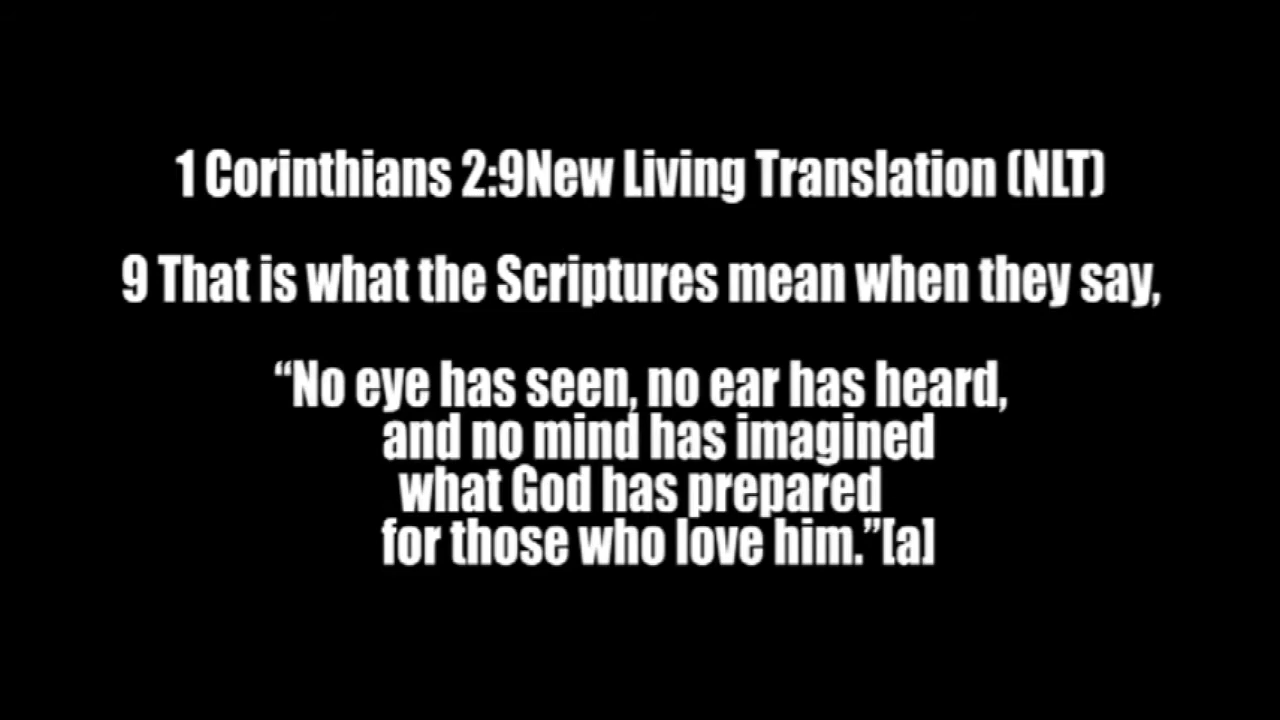 1 Corinthians 2:9New Living Translation (NLT)
9 That is what the Scriptures mean when they say,
“No eye has seen, no ear has heard,
and no mind has imagined
what God has prepared
for those who love him.”[a]